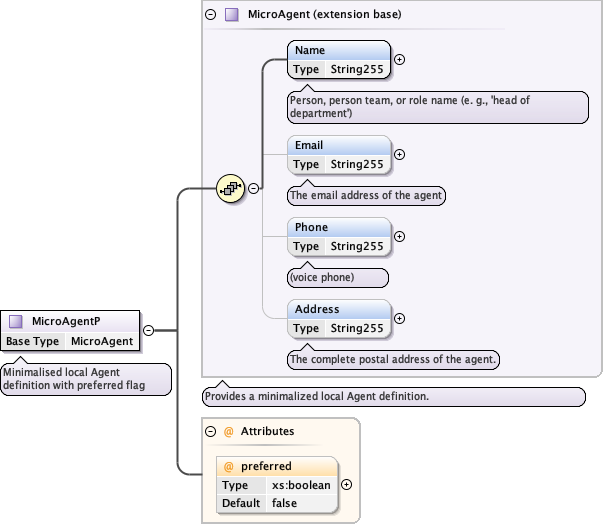 MicroAgent (extension base)
Name
Type String255
Person, person team, or role name (e. g., 'head of
department')
Email
Type String255
The email address of the agent
Phone
Type String255
(voice phone)
Address
Type String255
The complete postal address of the agent.
Provides a minimalized local Agent definition.
MicroAgentP
Base Type MicroAgent
Minimalised local Agent
definition with preferred flag
@ Attributes
@ preferred
Type xs:boolean
Default false